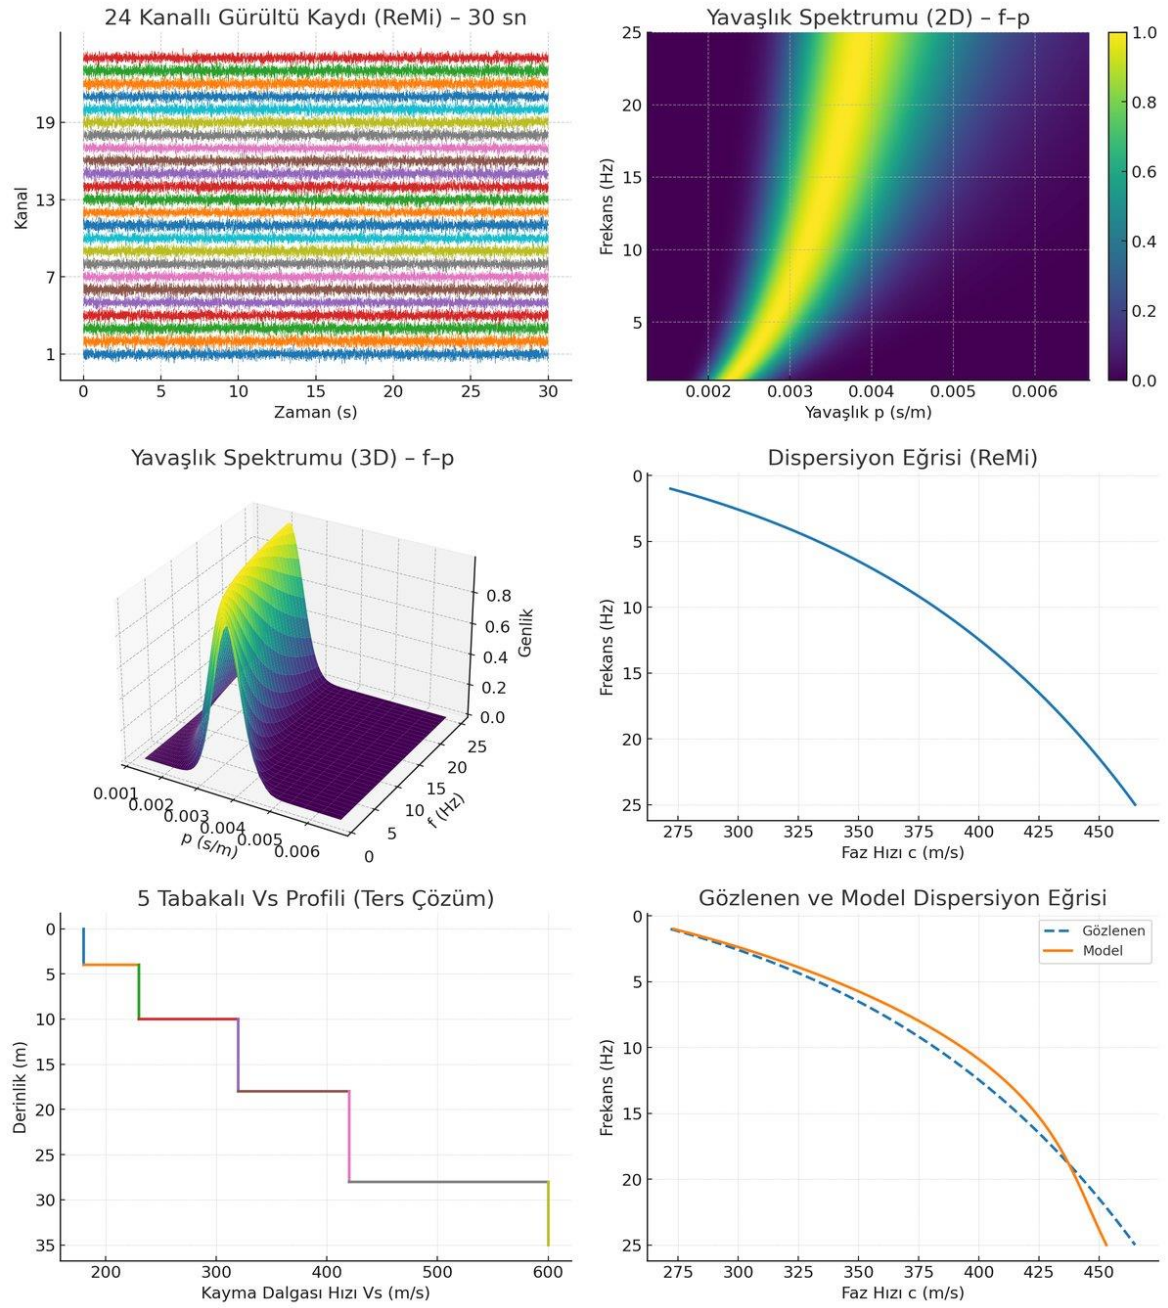 24 Kanallı Gürültü Kaydı (ReMi) – 30 sn
Kanal
19
13
7
1
0 5 10 15 20 25 30
Zaman (s)
Yavaşlık Spektrumu (2D) – f–p
Frekans (Hz)
25
20
15
10
5
0.002 0.003 0.004 0.005 0.006
Yavaşlık p (s/m)
1.0
0.8
0.6
0.4
0.2
0.0
Yavaşlık Spektrumu (3D) – f–p
0.8
0.6
0.4
0.2
0.0
Genlik
0.001 0.002 0.003 0.004 0.005 0.006
p (s/m)
0 5 10 15 20 25
f (Hz)
Dispersiyon Eğrisi (ReMi)
Frekans (Hz)
0
5
10
15
20
25
275 300 325 350 375 400 425 450
Faz Hızı c (m/s)
5 Tabakalı Vs Profili (Ters Çözüm)
Derinlik (m)
0
5
10
15
20
25
30
35
200 300 400 500 600
Kayma Dalgası Hızı Vs (m/s)
Gözlenen ve Model Dispersiyon Eğrisi
Gözlenen
Model
Frekans (Hz)
0
5
10
15
20
25
275 300 325 350 375 400 425 450
Faz Hızı c (m/s)